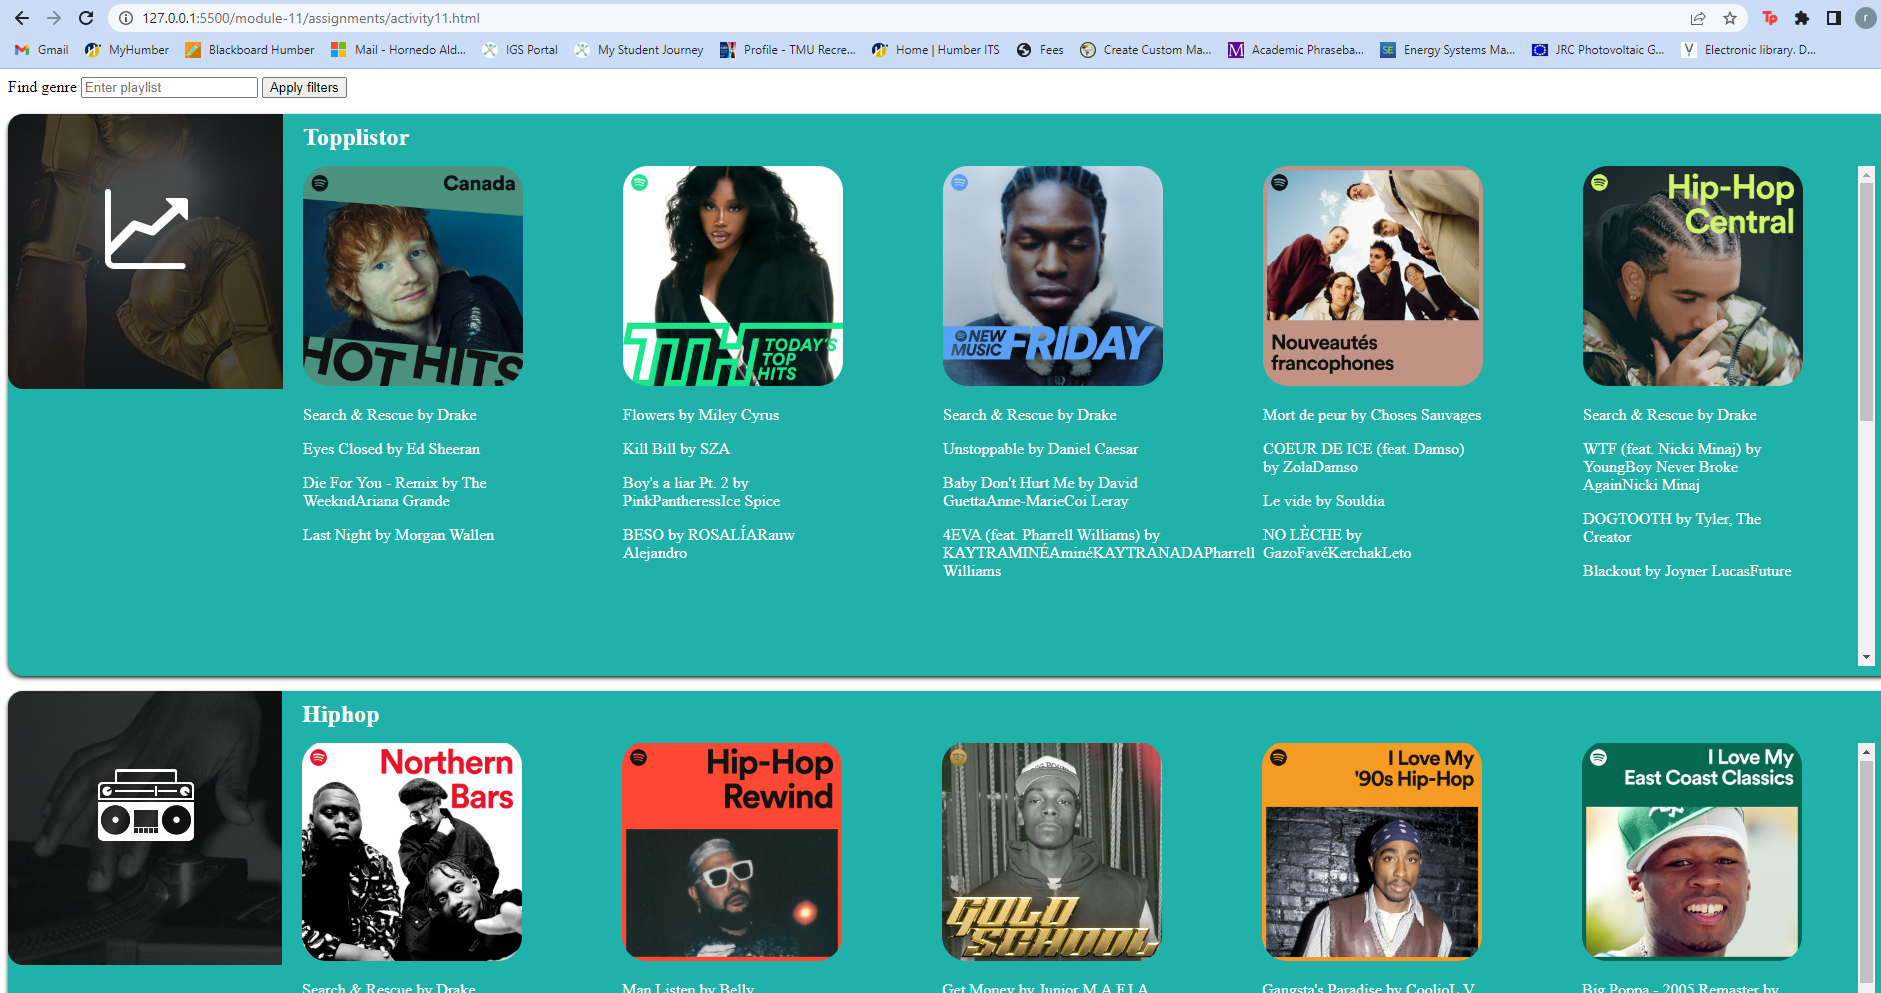 127.0.0.1:5500/module-11/assignments/activity11.html
Gmail MyHumber Blackboard Humber Mail - Hornedo Ald... IGS Portal My Student Journey Profile - TMU Recre... Home | Humber ITS Fees Create Custom Ma... Academic Phraseba... Energy Systems Ma... JRC Photovoltaic G... Electronic library. D...
Find genre Enter playlist Apply filters
Topplistor
Canada
HOT HITS
TTH TODAY'S
TOP
HITS
NEW
MUSIC FRIDAY
Nouveautés
francophones
Hip-Hop
Central
Search & Rescue by Drake
Eyes Closed by Ed Sheeran
Die For You - Remix by The
WeekndAriana Grande
Last Night by Morgan Wallen
Flowers by Miley Cyrus
Kill Bill by SZA
Boy's a liar Pt. 2 by
PinkPantheressIce Spice
BESO by ROSALÍARauw
Alejandro
Search & Rescue by Drake
Unstoppable by Daniel Caesar
Baby Don't Hurt Me by David
GuettaAnne-MarieCoi Leray
4EVA (feat. Pharrell Williams) by
KAYTRAMINÉAminéKAYTRANADAPharrell
Williams
Mort de peur by Choses Sauvages
COEUR DE ICE (feat. Damso)
by ZolaDamso
Le vide by Souldia
NO LÈCHE by
GazoFavéKerchakLeto
Search & Rescue by Drake
WTF (feat. Nicki Minaj) by
YoungBoy Never Broke
AgainNicki Minaj
DOGTOOTH by Tyler, The
Creator
Blackout by Joyner LucasFuture
Hiphop
Northern
Bars
Hip-Hop
Rewind
GOLD
SCHOOL
I Love My
'90s Hip-Hop
I Love My
East Coast Classics
Search & Rescue by Drake
Man Listen by Belly
Get Money by Junior M.A.F.I.A.
Gangsta's Paradise by CoolioL.V.
Big Poppa - 2005 Remaster by